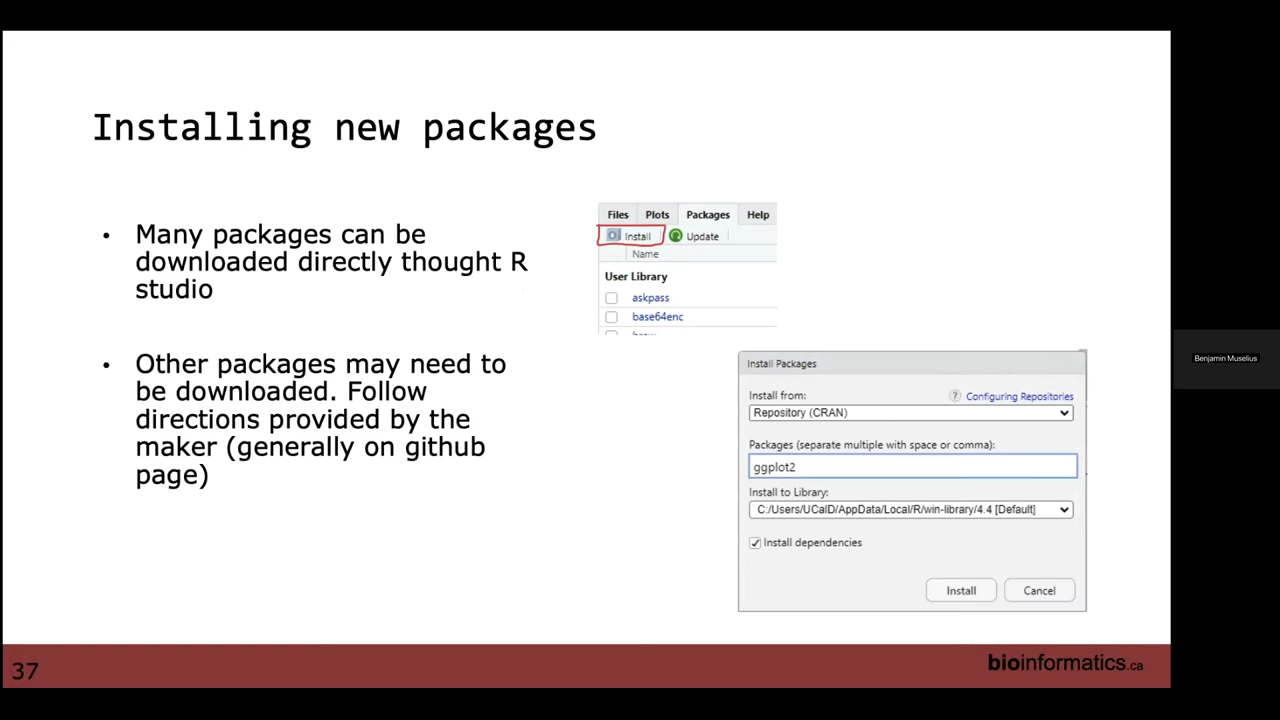 Installing new packages
• Many packages can be
downloaded directly thought R
studio
• Other packages may need to
be downloaded. Follow
directions provided by the
maker (generally on github
page)
Files Plots Packages Help
Install Update
Name
User Library
askpass
base64enc
Install Packages
Install from:
? Configuring Repositories
Repository (CRAN)
Packages (separate multiple with space or comma):
ggplot2
Install to Library:
C:/Users/UCalD/AppData/Local/R/win-library/4.4 [Default]
Install dependencies
Install Cancel
Benjamin Muselius
37
bioinformatics.ca